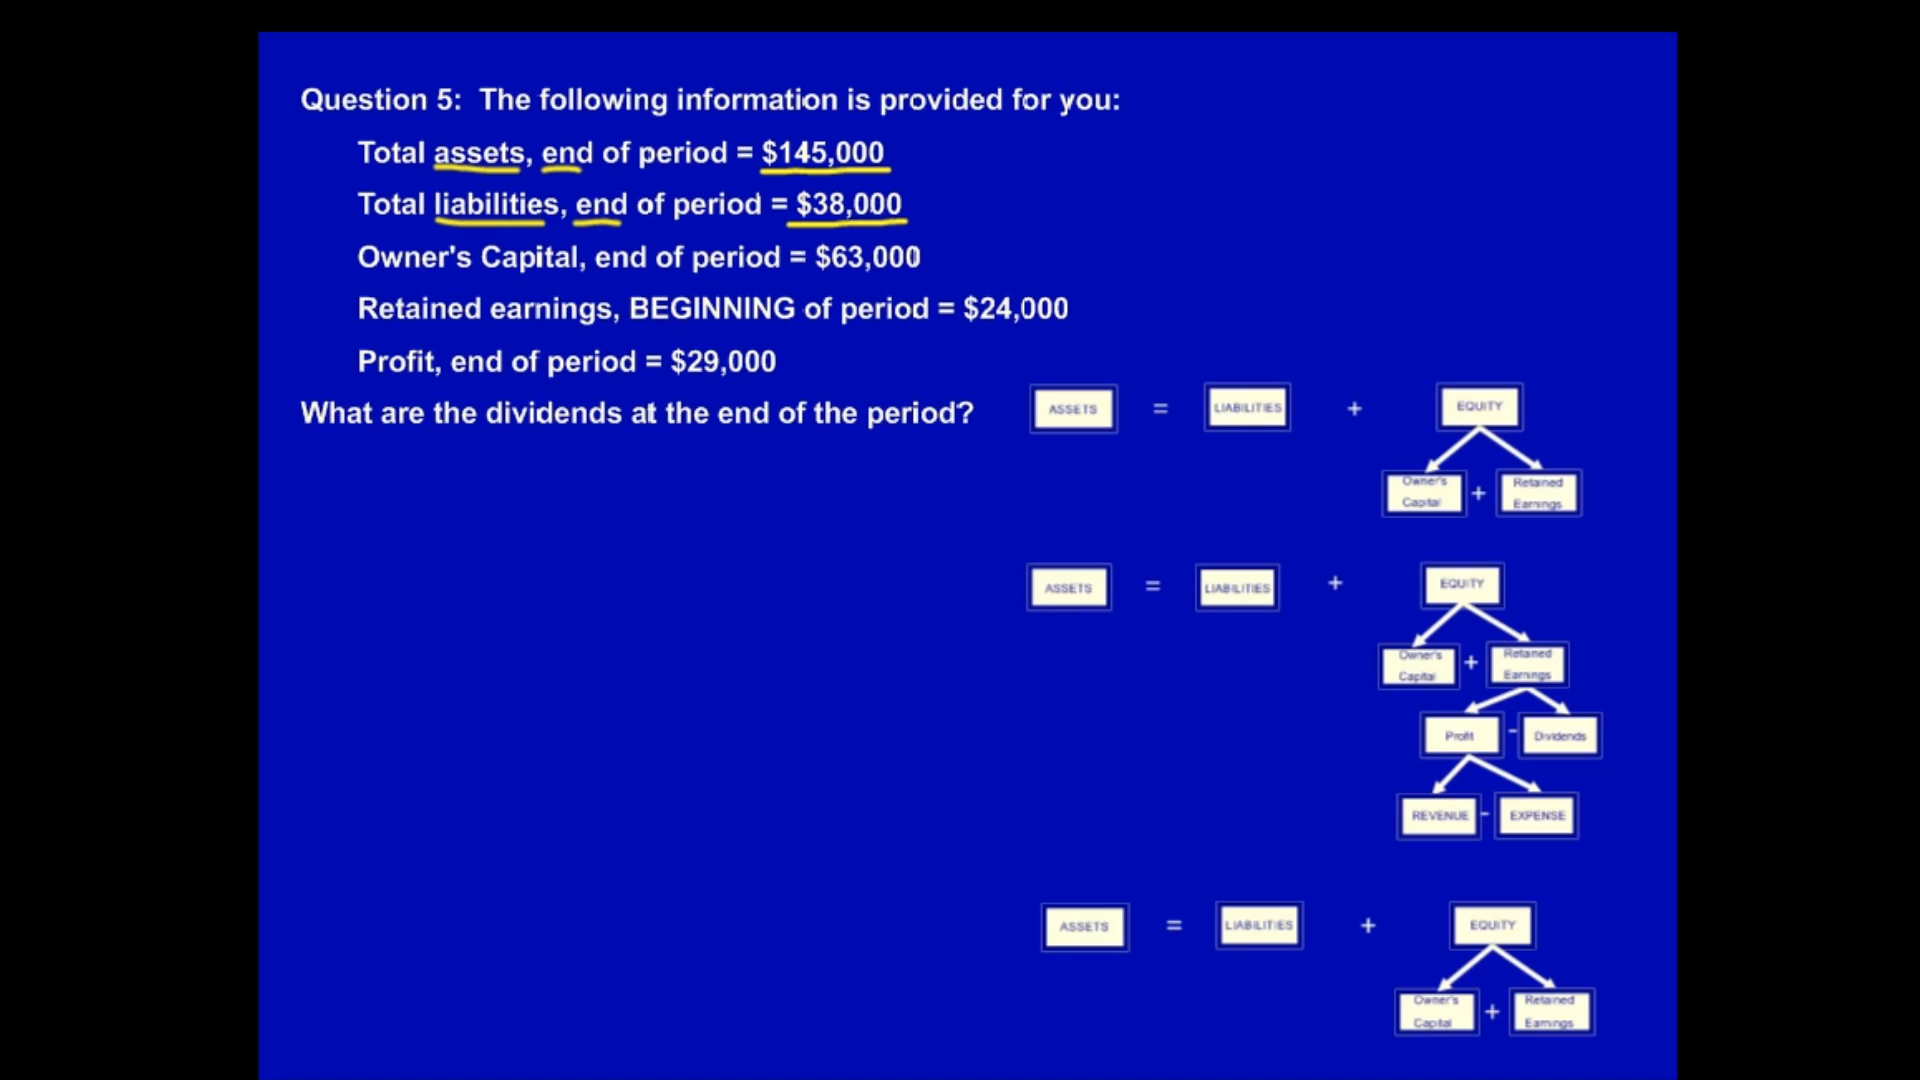 Question 5: The following information is provided for you:
Total assets, end of period = $145,000
Total liabilities, end of period = $38,000
Owner's Capital, end of period = $63,000
Retained earnings, BEGINNING of period = $24,000
Profit, end of period = $29,000
What are the dividends at the end of the period?
ASSETS = LIABILITIES + EQUITY
Owner's Capital + Retained Earnings
ASSETS = LIABILITIES + EQUITY
Owner's Capital + Retained Earnings
Profit - Dividends
REVENUE - EXPENSE
ASSETS = LIABILITIES + EQUITY
Owner's Capital + Retained Earnings